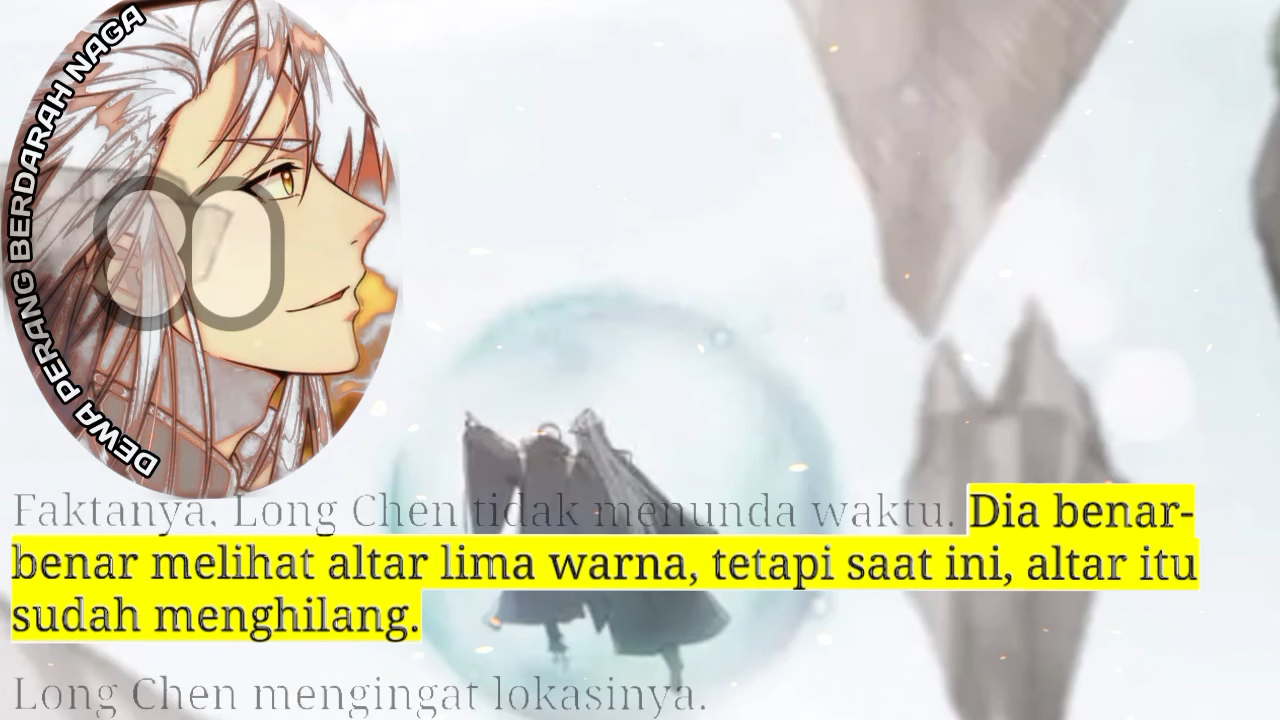 DEWA PERANG BERDARAH NAGA
80
Faktanya, Long Chen tidak menunda waktu. Dia benar-
benar melihat altar lima warna, tetapi saat ini, altar itu
sudah menghilang.
Long Chen mengingat lokasinya.